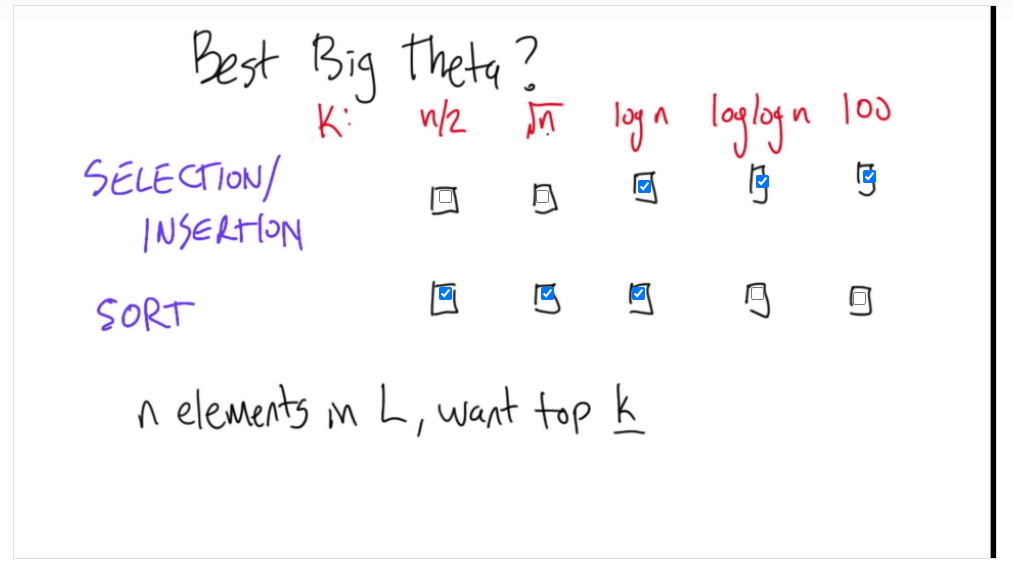 Best Big Theta?
K: n/2 √n log n loglog n 100
SELECTION/
INSERTION
SORT
n elements in L, want top k